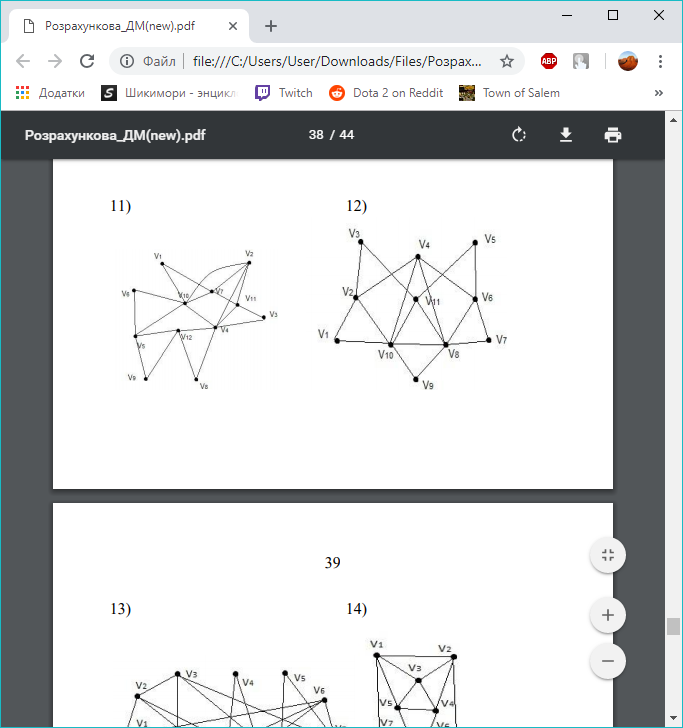 Розрахункова_ДМ(new).pdf
Файл file:///C:/Users/User/Downloads/Files/Розрах... ABP
Додатки Шикимори - энцикл Twitch Dota 2 on Reddit Town of Salem »
Розрахункова_ДМ(new).pdf 38 / 44
11) 12)
V1 V2 V6 V10 V7 V11 V3 V5 V12 V4 V9 V8
V3 V4 V5 V2 V11 V6 V1 V10 V8 V7 V9
39
13) 14)
V2 V3 V4 V5 V6 V1
V1 V2 V3 V5 V4 V7 V6